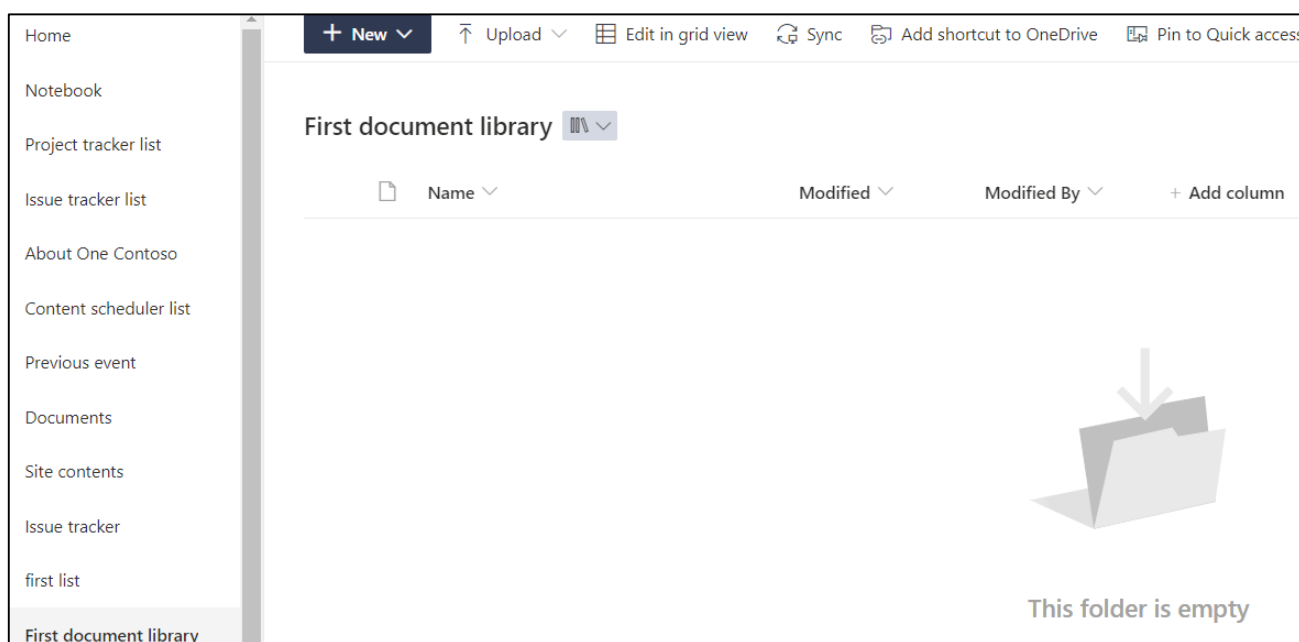 Home
Notebook
Project tracker list
Issue tracker list
About One Contoso
Content scheduler list
Previous event
Documents
Site contents
Issue tracker
first list
First document library
New Upload Edit in grid view Sync Add shortcut to OneDrive Pin to Quick access
First document library
Name Modified Modified By + Add column
This folder is empty